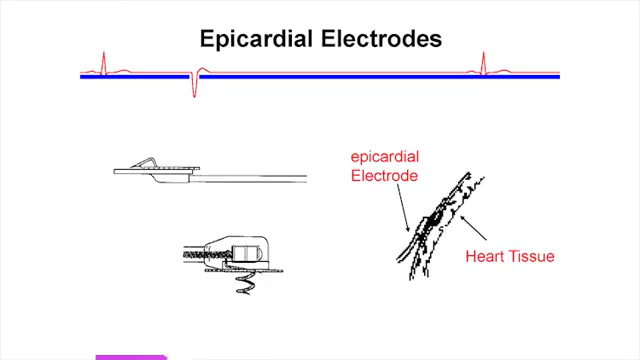 Epicardial Electrodes
epicardial
Electrode
Heart Tissue